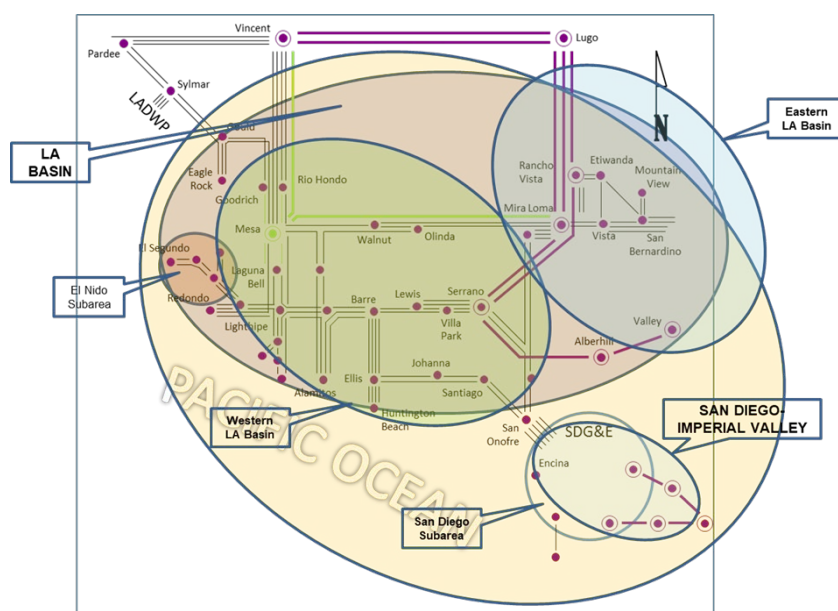 Vincent
Lugo
Pardee
Sylmar
LADWP
Gould
Eastern
LA Basin
N
LA
BASIN
Eagle
Rock
Goodrich
Rio Hondo
Rancho
Vista
Etiwanda
Mountain
View
Mira Loma
Mesa
Walnut
Olinda
Vista
San
Bernardino
El Segundo
El Nido
Subarea
Laguna
Bell
Redondo
Lighthipe
Barre
Lewis
Villa
Park
Serrano
Valley
Alberhill
Johanna
Santiago
Ellis
Alamitos
Huntington
Beach
Western
LA Basin
PACIFIC OCEAN
San
Onofre
SDG&E
SAN DIEGO-
IMPERIAL VALLEY
Encina
San Diego
Subarea